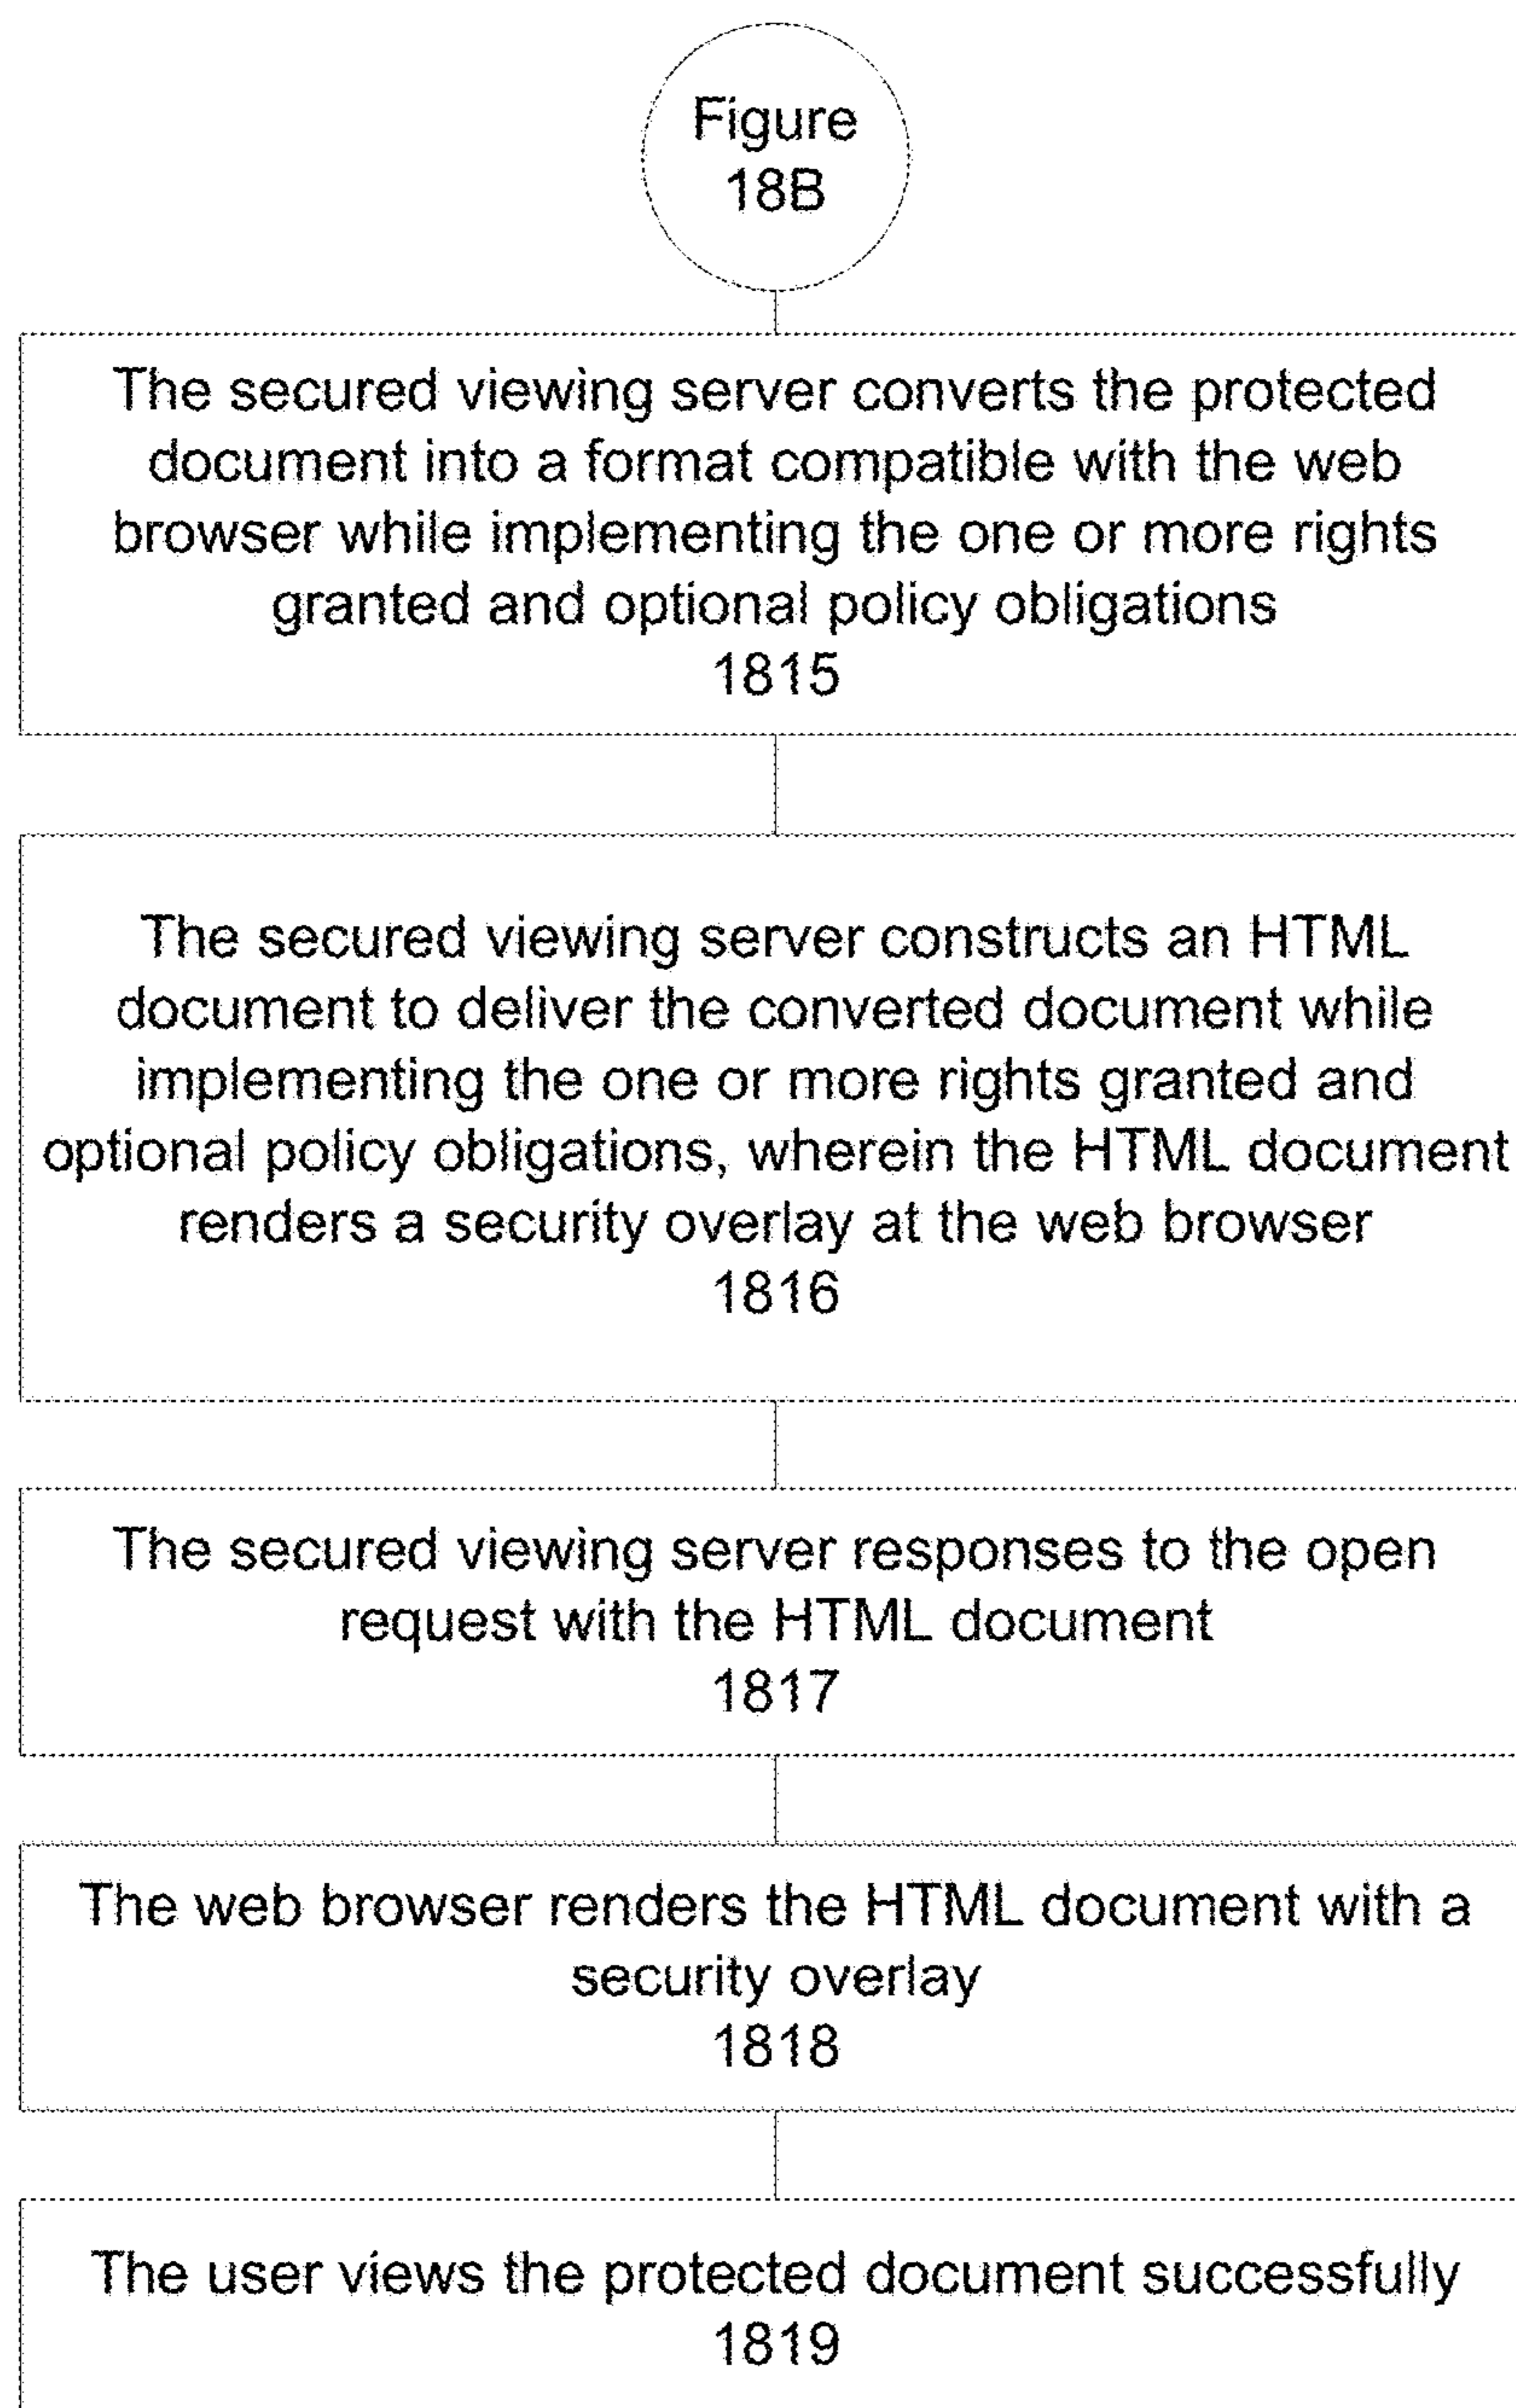 Figure
18B
The secured viewing server converts the protected
document into a format compatible with the web
browser while implementing the one or more rights
granted and optional policy obligations
1815
The secured viewing server constructs an HTML
document to deliver the converted document while
implementing the one or more rights granted and
optional policy obligations, wherein the HTML document
renders a security overlay at the web browser
1816
The secured viewing server responses to the open
request with the HTML document
1817
The web browser renders the HTML document with a
security overlay
1818
The user views the protected document successfully
1819